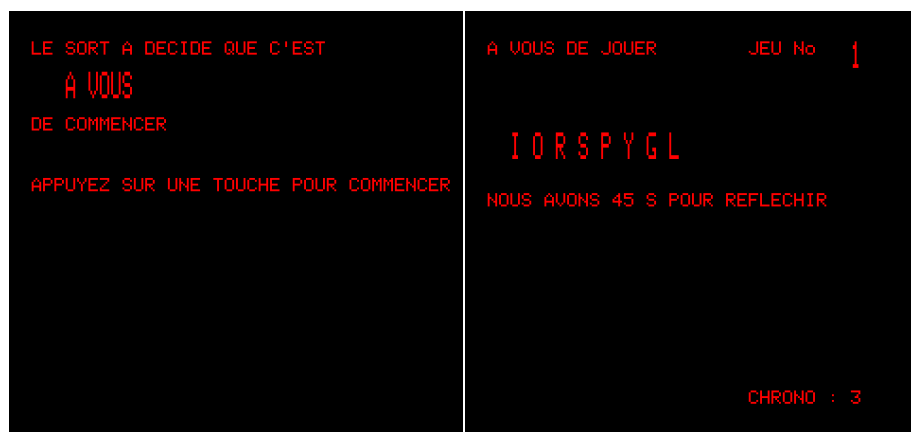 LE SORT A DECIDE QUE C'EST
A VOUS
DE COMMENCER
APPUYEZ SUR UNE TOUCHE POUR COMMENCER
A VOUS DE JOUER JEU No 1
I O R S P Y G L
NOUS AVONS 45 S POUR REFLECHIR
CHRONO : 3